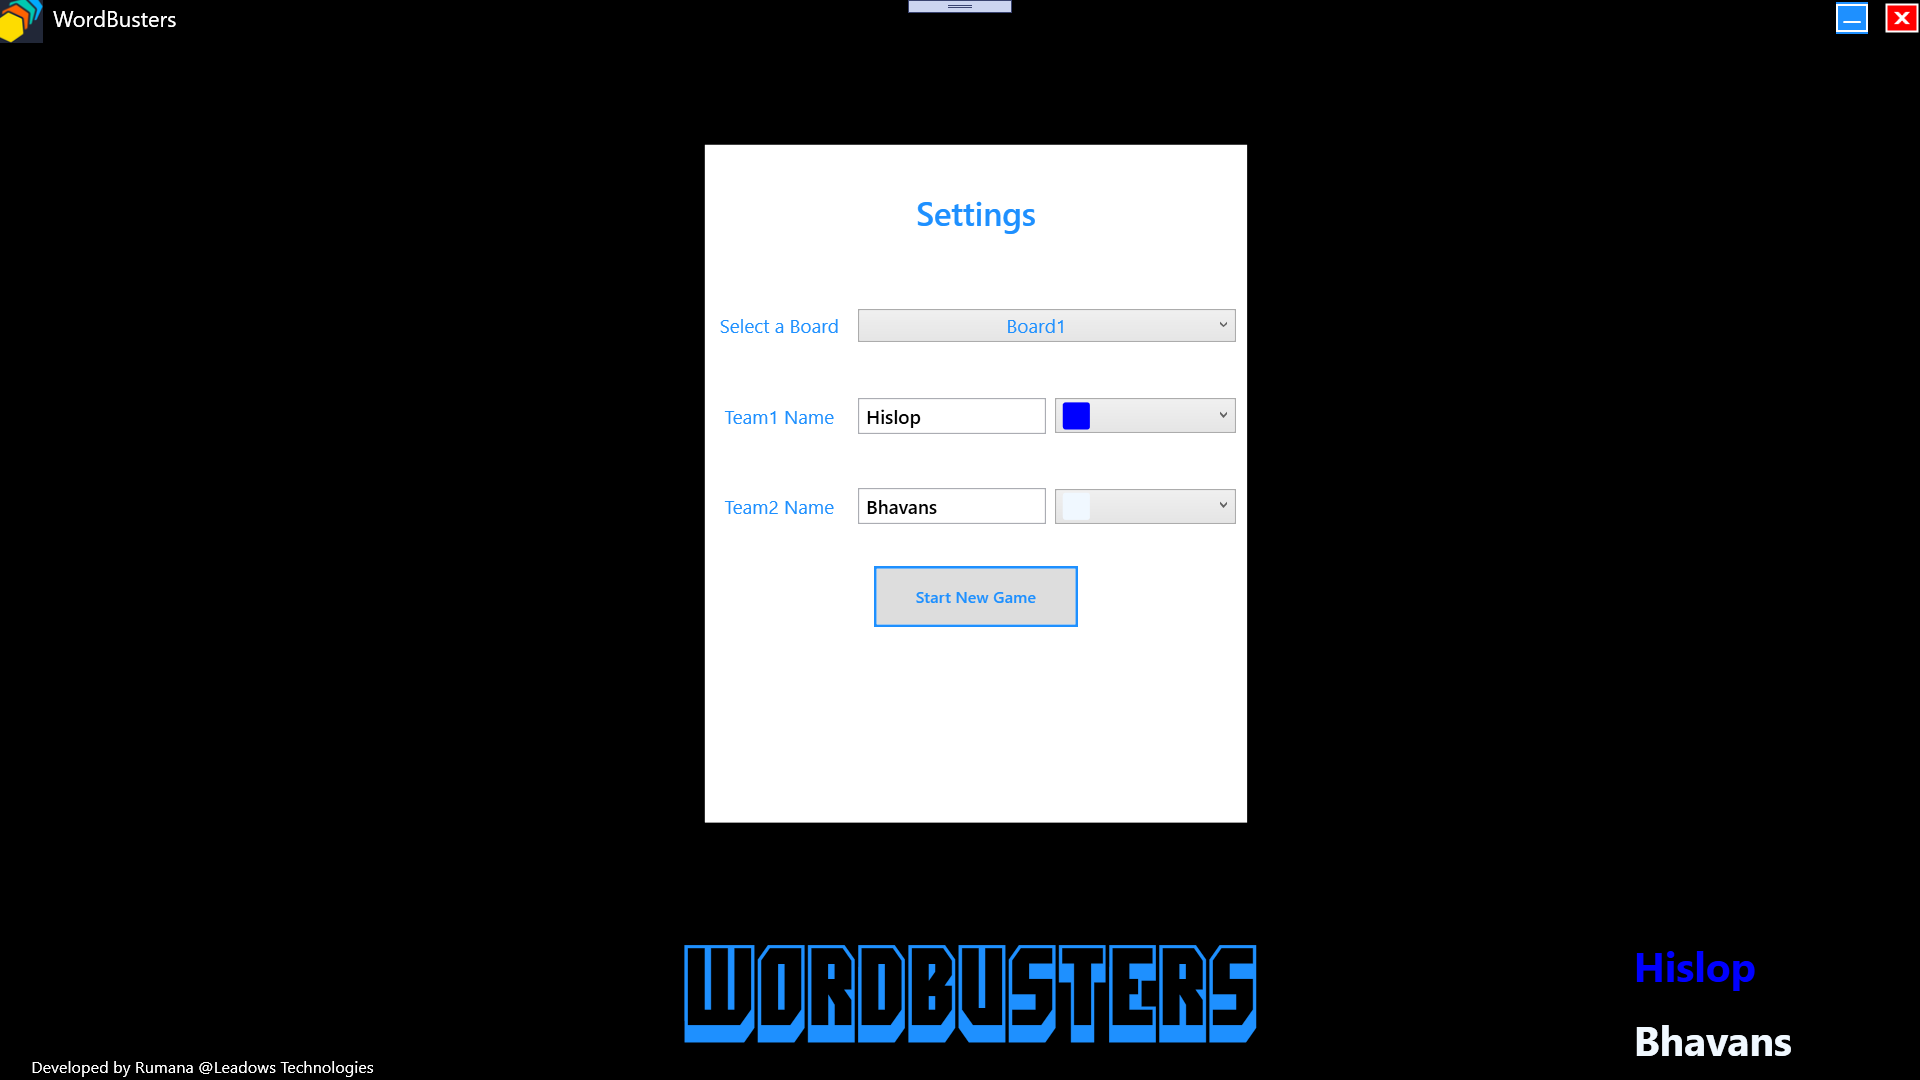 WordBusters
Settings
Select a Board
Board1
Team1 Name
Hislop
Team2 Name
Bhavans
Start New Game
WORDBUSTERS
Hislop
Bhavans
Developed by Rumana @Leadows Technologies